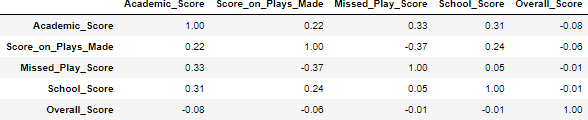 Academic_Score Score_on_Plays_Made Missed_Play_Score School_Score Overall_Score
Academic_Score 1.00 0.22 0.33 0.31 -0.08
Score_on_Plays_Made 0.22 1.00 -0.37 0.24 -0.06
Missed_Play_Score 0.33 -0.37 1.00 0.05 -0.01
School_Score 0.31 0.24 0.05 1.00 -0.01
Overall_Score -0.08 -0.06 -0.01 -0.01 1.00